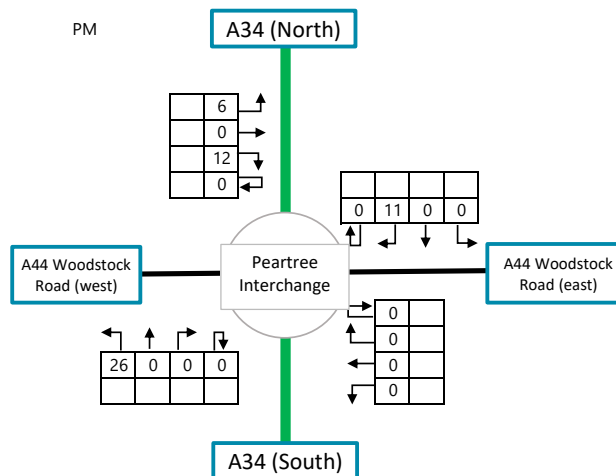 PM
A34 (North)
6
0
12
0
0 11 0 0
A44 Woodstock
Road (west)
Peartree
Interchange
A44 Woodstock
Road (east)
0
0
0
0
26 0 0 0
A34 (South)